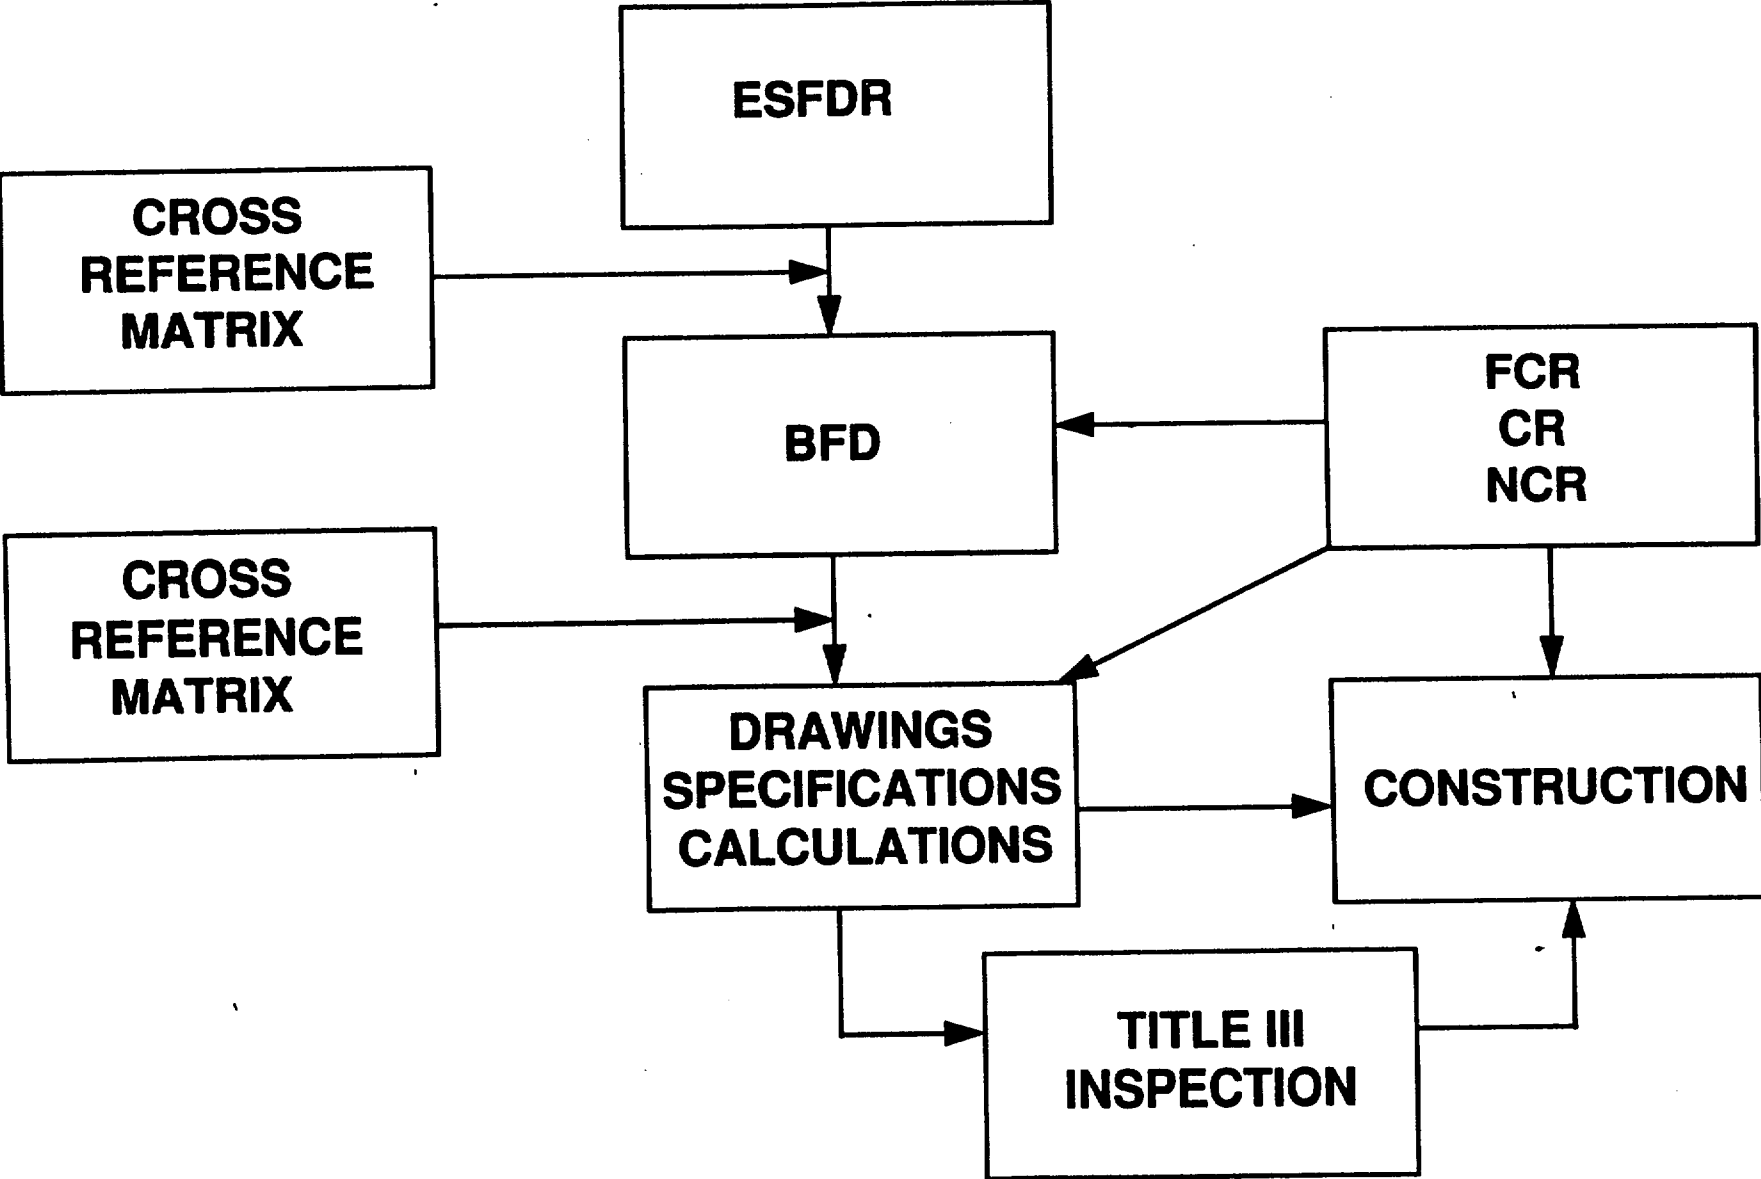 ESFDR
CROSS
REFERENCE
MATRIX
BFD
FCR
CR
NCR
CROSS
REFERENCE
MATRIX
DRAWINGS
SPECIFICATIONS
CALCULATIONS
CONSTRUCTION
TITLE III
INSPECTION